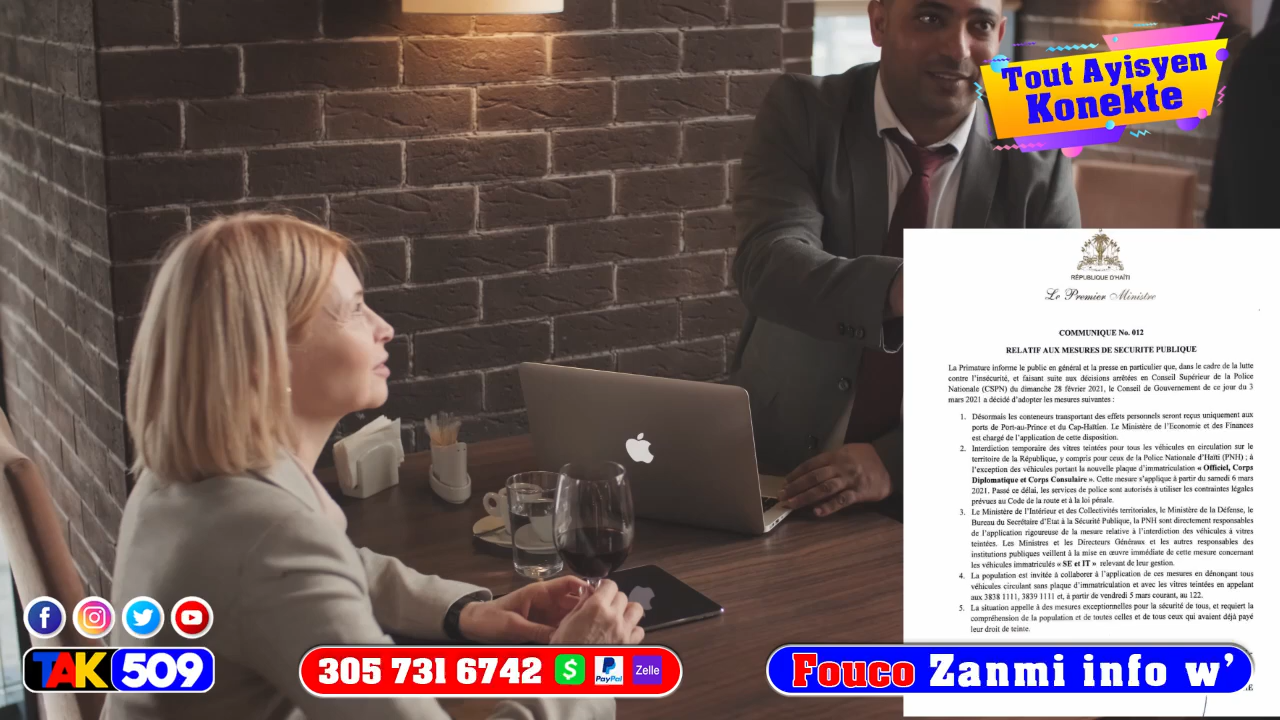 Tout Ayisyen
Konekte
RÉPUBLIQUE D'HAÏTI
Le Premier Ministre
COMMUNIQUE No. 012
RELATIF AUX MESURES DE SECURITE PUBLIQUE
La Primature informe le public en général et la presse en particulier que, dans le cadre de la lutte
contre l'insécurité, et faisant suite aux décisions arrêtées en Conseil Supérieur de la Police
Nationale (CSPN) du dimanche 28 février 2021, le Conseil de Gouvernement de ce jour du 3
mars 2021 a décidé d'adopter les mesures suivantes :
1. Désormais les conteneurs transportant des effets personnels seront reçus uniquement aux
ports de Port-au-Prince et du Cap-Haïtien. Le Ministère de l'Economie et des Finances
est chargé de l'application de cette disposition.
2. Interdiction temporaire des vitres teintées pour tous les véhicules en circulation sur le
territoire de la République, y compris pour ceux de la Police Nationale d'Haïti (PNH) ; à
l'exception des véhicules portant la nouvelle plaque d'immatriculation « Officiel, Corps
Diplomatique et Corps Consulaire ». Cette mesure s'applique à partir du samedi 6 mars
2021. Passé ce délai, les services de police sont autorisés à utiliser les contraintes légales
prévues au Code de la route et à la loi pénale.
3. Le Ministère de l'Intérieur et des Collectivités territoriales, le Ministère de la Défense, le
Bureau du Secrétaire d'Etat à la Sécurité Publique, la PNH sont directement responsables
de l'application rigoureuse de la mesure relative à l'interdiction des véhicules à vitres
teintées. Les Ministres et les Directeurs Généraux et les autres responsables des
institutions publiques veillent à la mise en œuvre immédiate de cette mesure concernant
les véhicules immatriculés « SE et IT » relevant de leur gestion.
4. La population est invitée à collaborer à l'application de ces mesures en dénonçant tous
véhicules circulant sans plaque d'immatriculation et avec les vitres teintées en appelant
aux 3838 1111, 3839 1111 et, à partir de vendredi 5 mars courant, au 122.
5. La situation appelle à des mesures exceptionnelles pour la sécurité de tous, et requiert la
compréhension de la population et de toutes celles et de tous ceux qui avaient déjà payé
leur droit de teinte.
TAK 509
305 731 6742 $ PayPal Zelle
Fouco Zanmi info w'